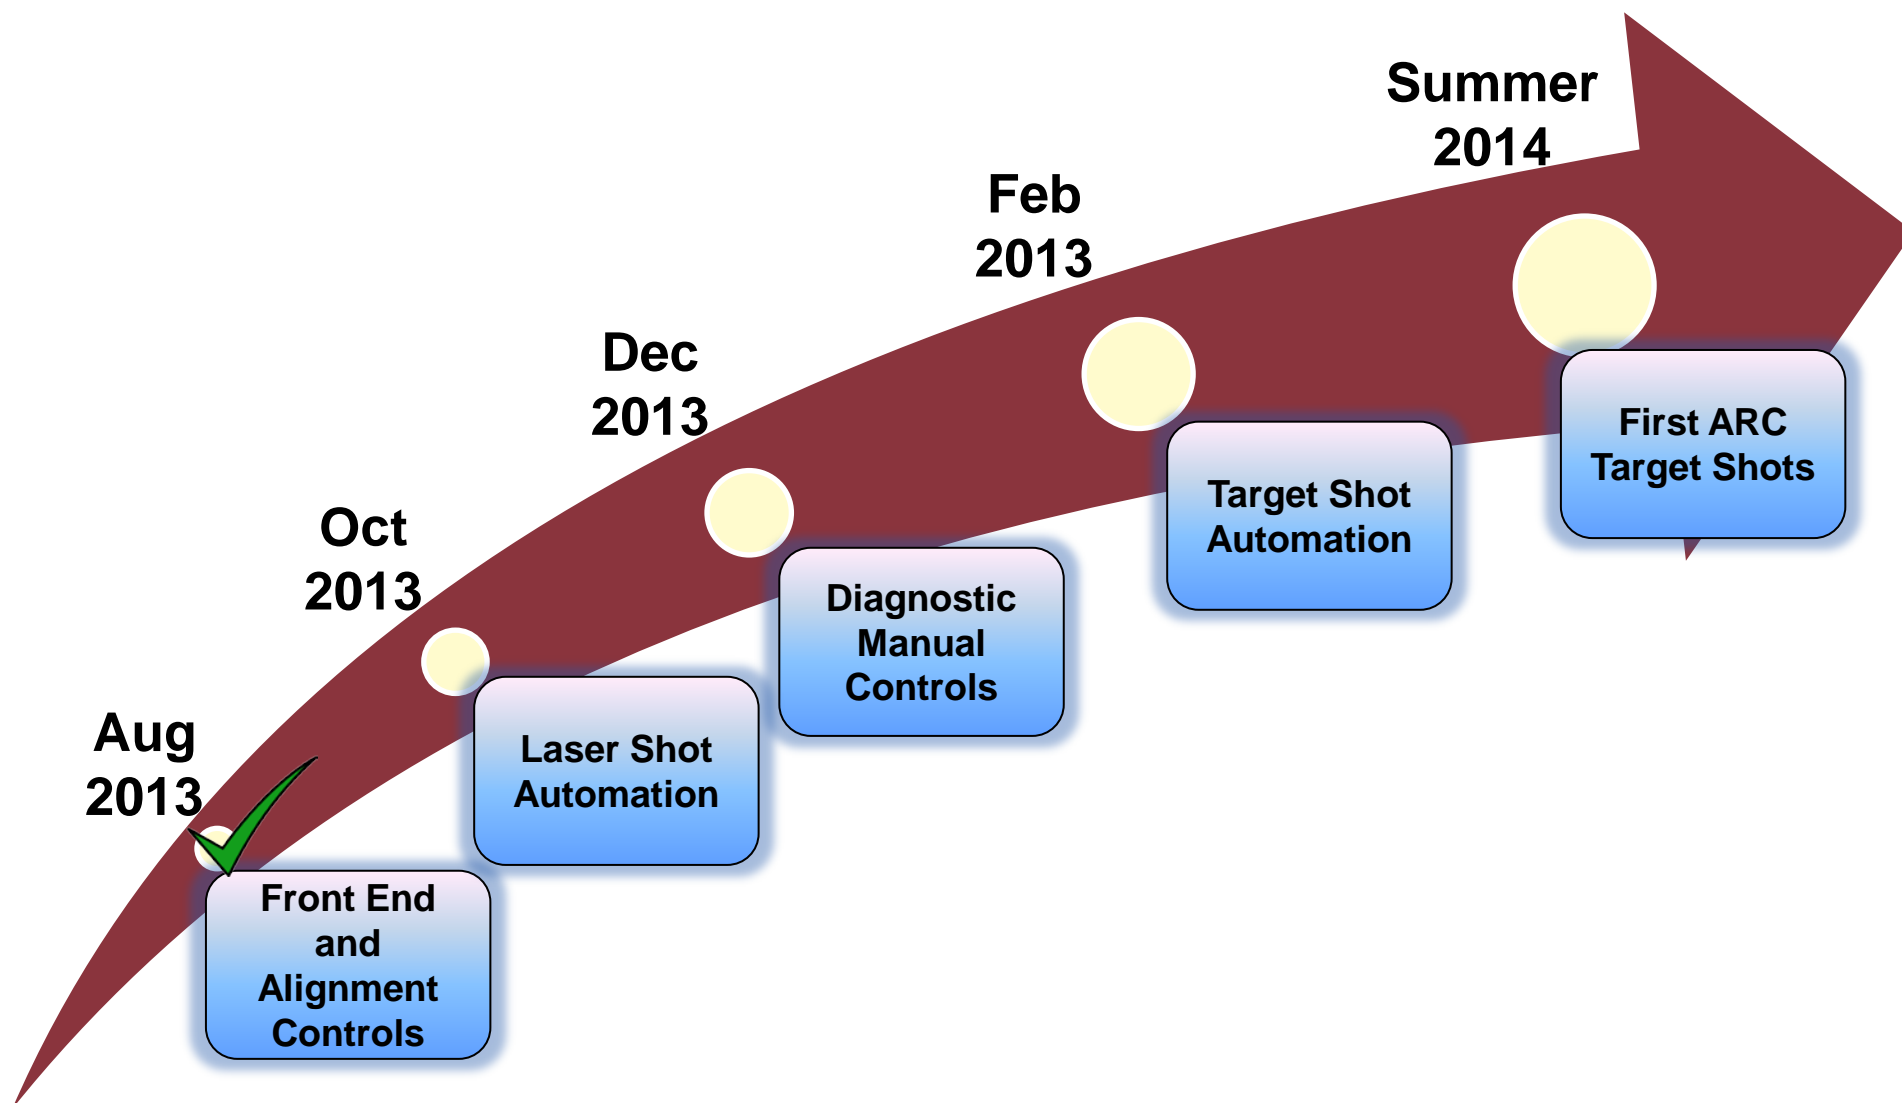 Aug
2013
Front End
and
Alignment
Controls
Oct
2013
Laser Shot
Automation
Dec
2013
Diagnostic
Manual
Controls
Feb
2013
Target Shot
Automation
Summer
2014
First ARC
Target Shots